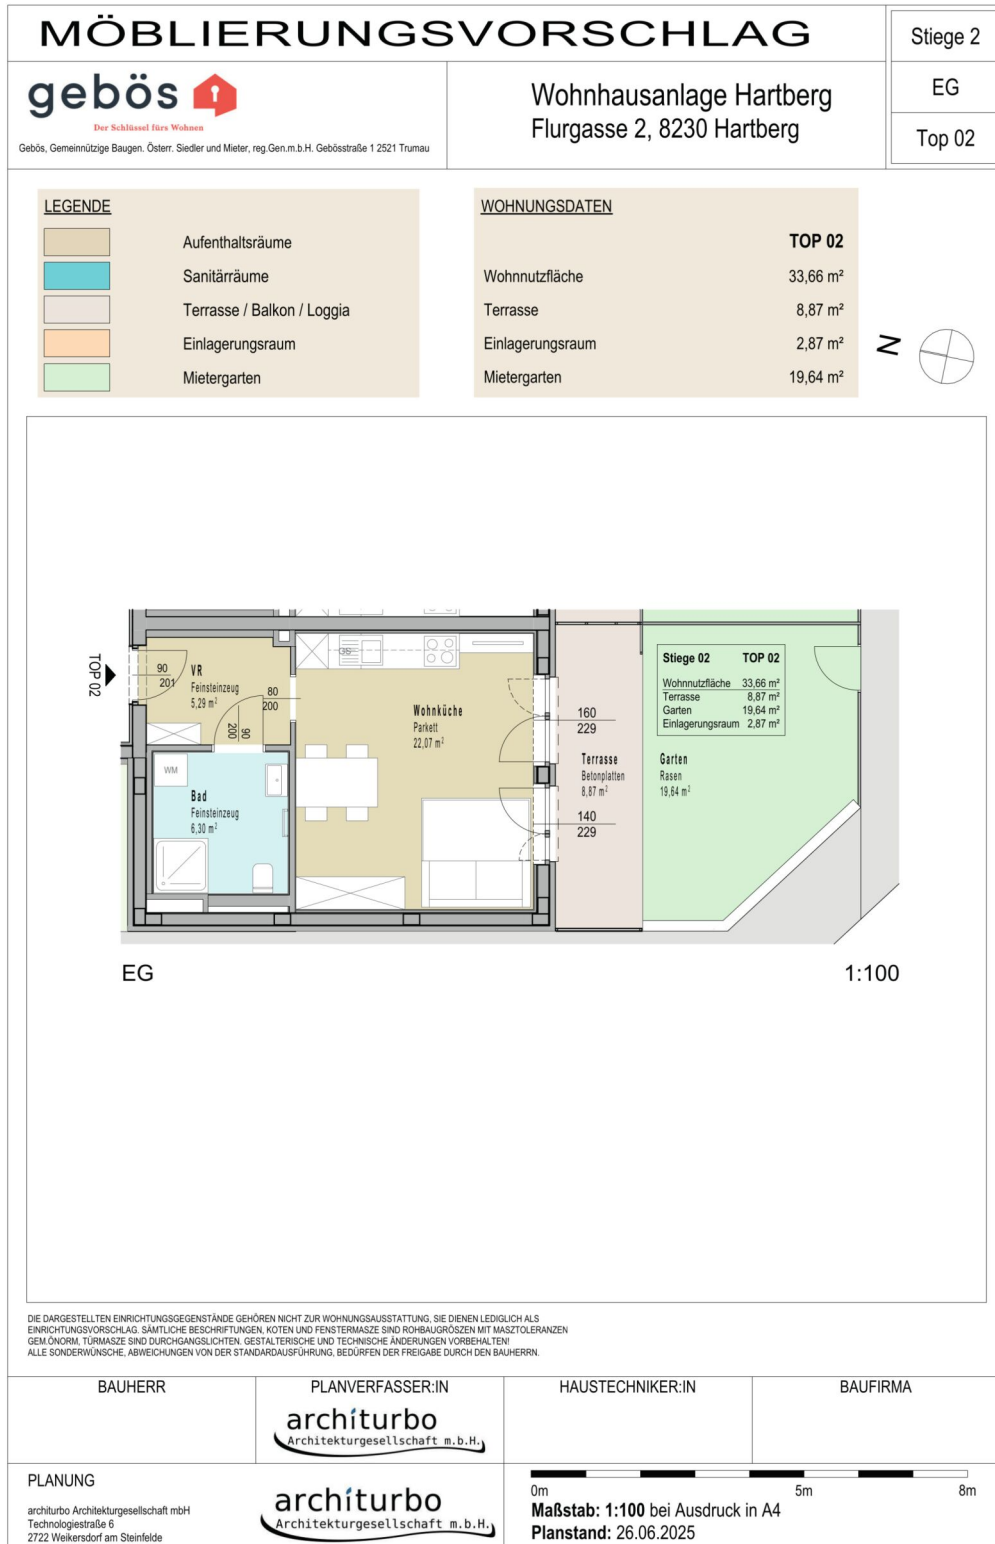 MÖBLIERUNGSVORSCHLAG
Stiege 2
EG
Top 02
gebös
Der Schlüssel fürs Wohnen
Gebös, Gemeinnützige Baugen. Österr. Siedler und Mieter, reg.Gen.m.b.H. Gebösstraße 1 2521 Trumau
Wohnhausanlage Hartberg
Flurgasse 2, 8230 Hartberg
LEGENDE
Aufenthaltsräume
Sanitärräume
Terrasse / Balkon / Loggia
Einlagerungsraum
Mietergarten
WOHNUNGSDATEN
TOP 02
Wohnnutzfläche 33,66 m²
Terrasse 8,87 m²
Einlagerungsraum 2,87 m²
Mietergarten 19,64 m²
N
TOP 02
90
201
VR
Feinsteinzeug
5,29 m²
80
200
90
200
WM
Bad
Feinsteinzeug
6,30 m²
GS
Wohnküche
Parkett
22,07 m²
160
229
140
229
Terrasse
Betonplatten
8,87 m²
Stiege 02 TOP 02
Wohnnutzfläche 33,66 m²
Terrasse 8,87 m²
Garten 19,64 m²
Einlagerungsraum 2,87 m²
Garten
Rasen
19,64 m²
EG
1:100
DIE DARGESTELLTEN EINRICHTUNGSGEGENSTÄNDE GEHÖREN NICHT ZUR WOHNUNGSAUSSTATTUNG, SIE DIENEN LEDIGLICH ALS
EINRICHTUNGSVORSCHLAG. SÄMTLICHE BESCHRIFTUNGEN, KOTEN UND FENSTERMASZE SIND ROHBAUGRÖSZEN MIT MASZTOLERANZEN
GEM.ÖNORM, TÜRMASZE SIND DURCHGANGSLICHTEN. GESTALTERISCHE UND TECHNISCHE ÄNDERUNGEN VORBEHALTEN!
ALLE SONDERWÜNSCHE, ABWEICHUNGEN VON DER STANDARDAUSFÜHRUNG, BEDÜRFEN DER FREIGABE DURCH DEN BAUHERRN.
BAUHERR
PLANVERFASSER:IN
architurbo
Architekturgesellschaft m.b.H.
HAUSTECHNIKER:IN
BAUFIRMA
PLANUNG
architurbo Architekturgesellschaft mbH
Technologiestraße 6
2722 Weikersdorf am Steinfelde
architurbo
Architekturgesellschaft m.b.H.
0m 5m 8m
Maßstab: 1:100 bei Ausdruck in A4
Planstand: 26.06.2025